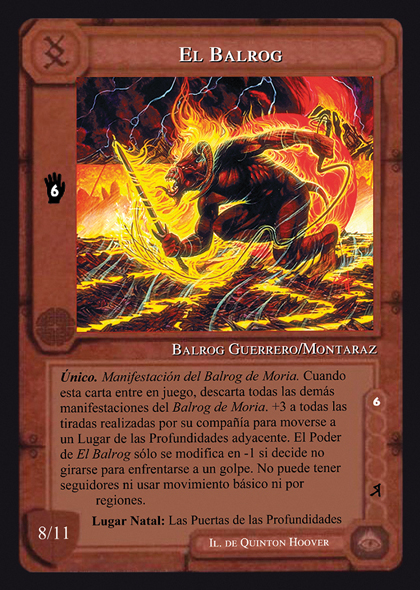 El Balrog
6
Balrog Guerrero/Montaraz
Único. Manifestación del Balrog de Moria. Cuando
esta carta entre en juego, descarta todas las demás
manifestaciones del Balrog de Moria. +3 a todas las
tiradas realizadas por su compañía para moverse a
un Lugar de las Profundidades adyacente. El Poder
de El Balrog sólo se modifica en -1 si decide no
girarse para enfrentarse a un golpe. No puede tener
seguidores ni usar movimiento básico ni por
regiones.
6
Lugar Natal: Las Puertas de las Profundidades
8/11
Il. de Quinton Hoover